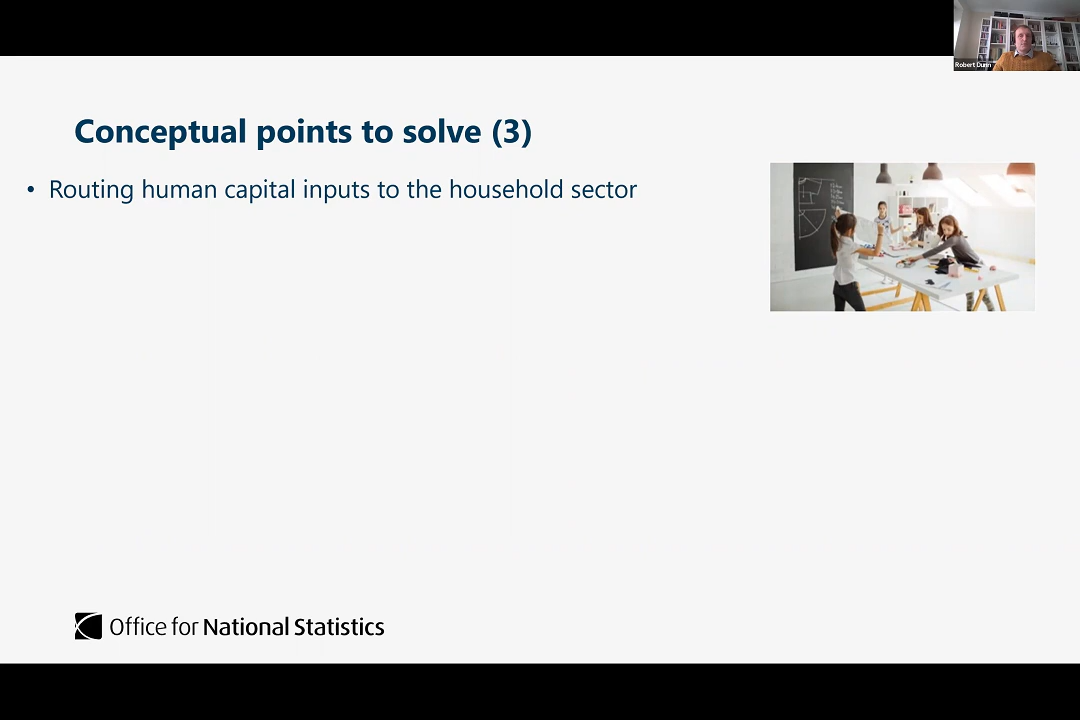 Robert Dunn
Conceptual points to solve (3)
• Routing human capital inputs to the household sector
Office for National Statistics